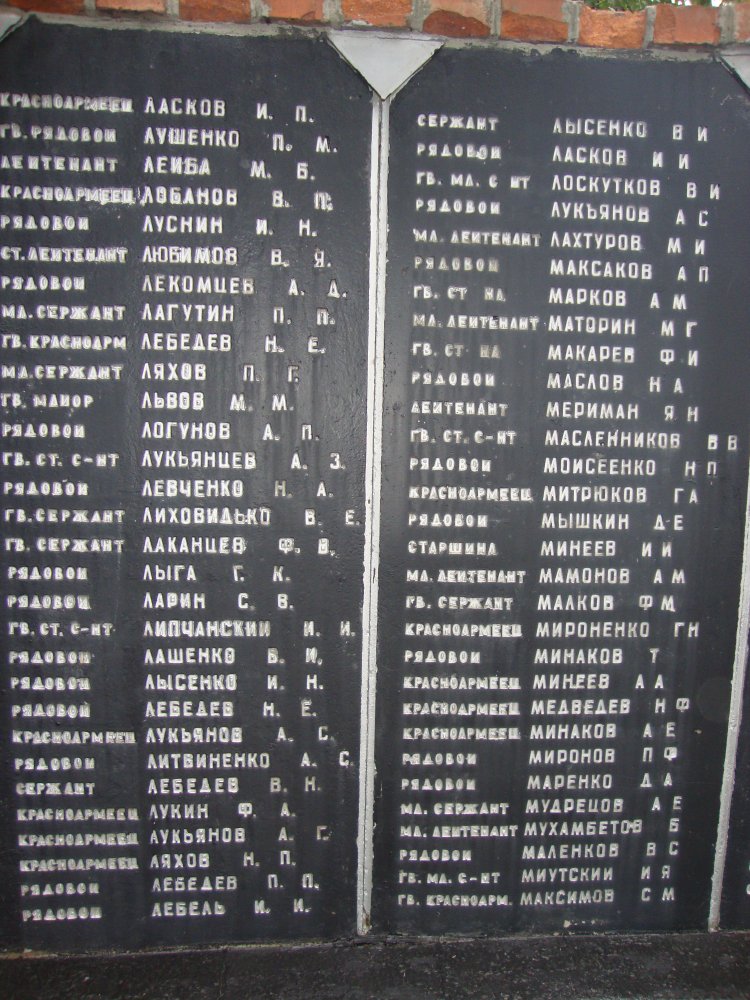 КРАСНОАРМЕЕЦ ЛАСКОВ И. П.
ГВ. РЯДОВОЙ ЛУШЕНКО П. М.
ЛЕЙТЕНАНТ ЛЕЙБА М. Б.
КРАСНОАРМЕЕЦ ЛОБАНОВ В. П.
РЯДОВОЙ ЛУСНИН И. Н.
СТ. ЛЕЙТЕНАНТ ЛЮБИМОВ В. Я.
РЯДОВОЙ ЛЕКОМЦЕВ А. Д.
МЛ. СЕРЖАНТ ЛАГУТИН П. П.
ГВ. КРАСНОАРМ ЛЕБЕДЕВ Н. Е.
МЛ. СЕРЖАНТ ЛЯХОВ П. Г.
ГВ. МАЙОР ЛЬВОВ М. М.
РЯДОВОЙ ЛОГУНОВ А. П.
ГВ. СТ. С-НТ ЛУКЬЯНЦЕВ А. З.
РЯДОВОЙ ЛЕВЧЕНКО Н. А.
ГВ. СЕРЖАНТ ЛИХОВИДЬКО В. Е.
ГВ. СЕРЖАНТ ЛАКАНЦЕВ Ф. В.
РЯДОВОЙ ЛЫГА Г. К.
РЯДОВОЙ ЛАРИН С. В.
ГВ. СТ. С-НТ ЛИПЧАНСКИЙ И. И.
РЯДОВОЙ ЛАШЕНКО Б. И.
РЯДОВОЙ ЛЫСЕНКО И. Н.
РЯДОВОЙ ЛЕБЕДЕВ Н. Е.
КРАСНОАРМЕЕЦ ЛУКЬЯНОВ А. С.
РЯДОВОЙ ЛИТВИНЕНКО А. С.
СЕРЖАНТ ЛЕБЕДЕВ В. Н.
КРАСНОАРМЕЕЦ ЛУКИН Ф. А.
КРАСНОАРМЕЕЦ ЛУКЬЯНОВ А. Г.
КРАСНОАРМЕЕЦ ЛЯХОВ Н. П.
РЯДОВОЙ ЛЕБЕДЕВ П. П.
РЯДОВОЙ ЛЕБЕЛЬ И. И.
СЕРЖАНТ ЛЫСЕНКО В И
РЯДОВОЙ ЛАСКОВ И И
ГВ. МЛ. С-НТ ЛОСКУТКОВ В И
РЯДОВОЙ ЛУКЬЯНОВ А С
МЛ. ЛЕЙТЕНАНТ ЛАХТУРОВ М И
РЯДОВОЙ МАКСАКОВ А П
ГВ. СТ МАРКОВ А М
МЛ. ЛЕЙТЕНАНТ МАТОРИН М Г
ГВ. СТ МАКАРЕВ Ф И
РЯДОВОЙ МАСЛОВ Н А
ЛЕЙТЕНАНТ МЕРИМАН Я Н
ГВ. СТ. С-НТ МАСЛЕННИКОВ В В
РЯДОВОЙ МОИСЕЕНКО Н П
КРАСНОАРМЕЕЦ МИТРЮКОВ Г А
РЯДОВОЙ МЫШКИН Д Е
СТАРШИНА МИНЕЕВ И И
МЛ. ЛЕЙТЕНАНТ МАМОНОВ А М
ГВ. СЕРЖАНТ МАЛКОВ Ф М
КРАСНОАРМЕЕЦ МИРОНЕНКО Г Н
РЯДОВОЙ МИНАКОВ Т
КРАСНОАРМЕЕЦ МИНЕЕВ А А
КРАСНОАРМЕЕЦ МЕДВЕДЕВ Н Ф
КРАСНОАРМЕЕЦ МИНАКОВ А Е
РЯДОВОЙ МИРОНОВ П Ф
РЯДОВОЙ МАРЕНКО Д А
МЛ. СЕРЖАНТ МУДРЕЦОВ А Е
МЛ. ЛЕЙТЕНАНТ МУХАМБЕТОВ Б
РЯДОВОЙ МАЛЕНКОВ В С
ГВ. МЛ. С-НТ МИУТСКИЙ И Я
ГВ. КРАСНОАРМ. МАКСИМОВ С М